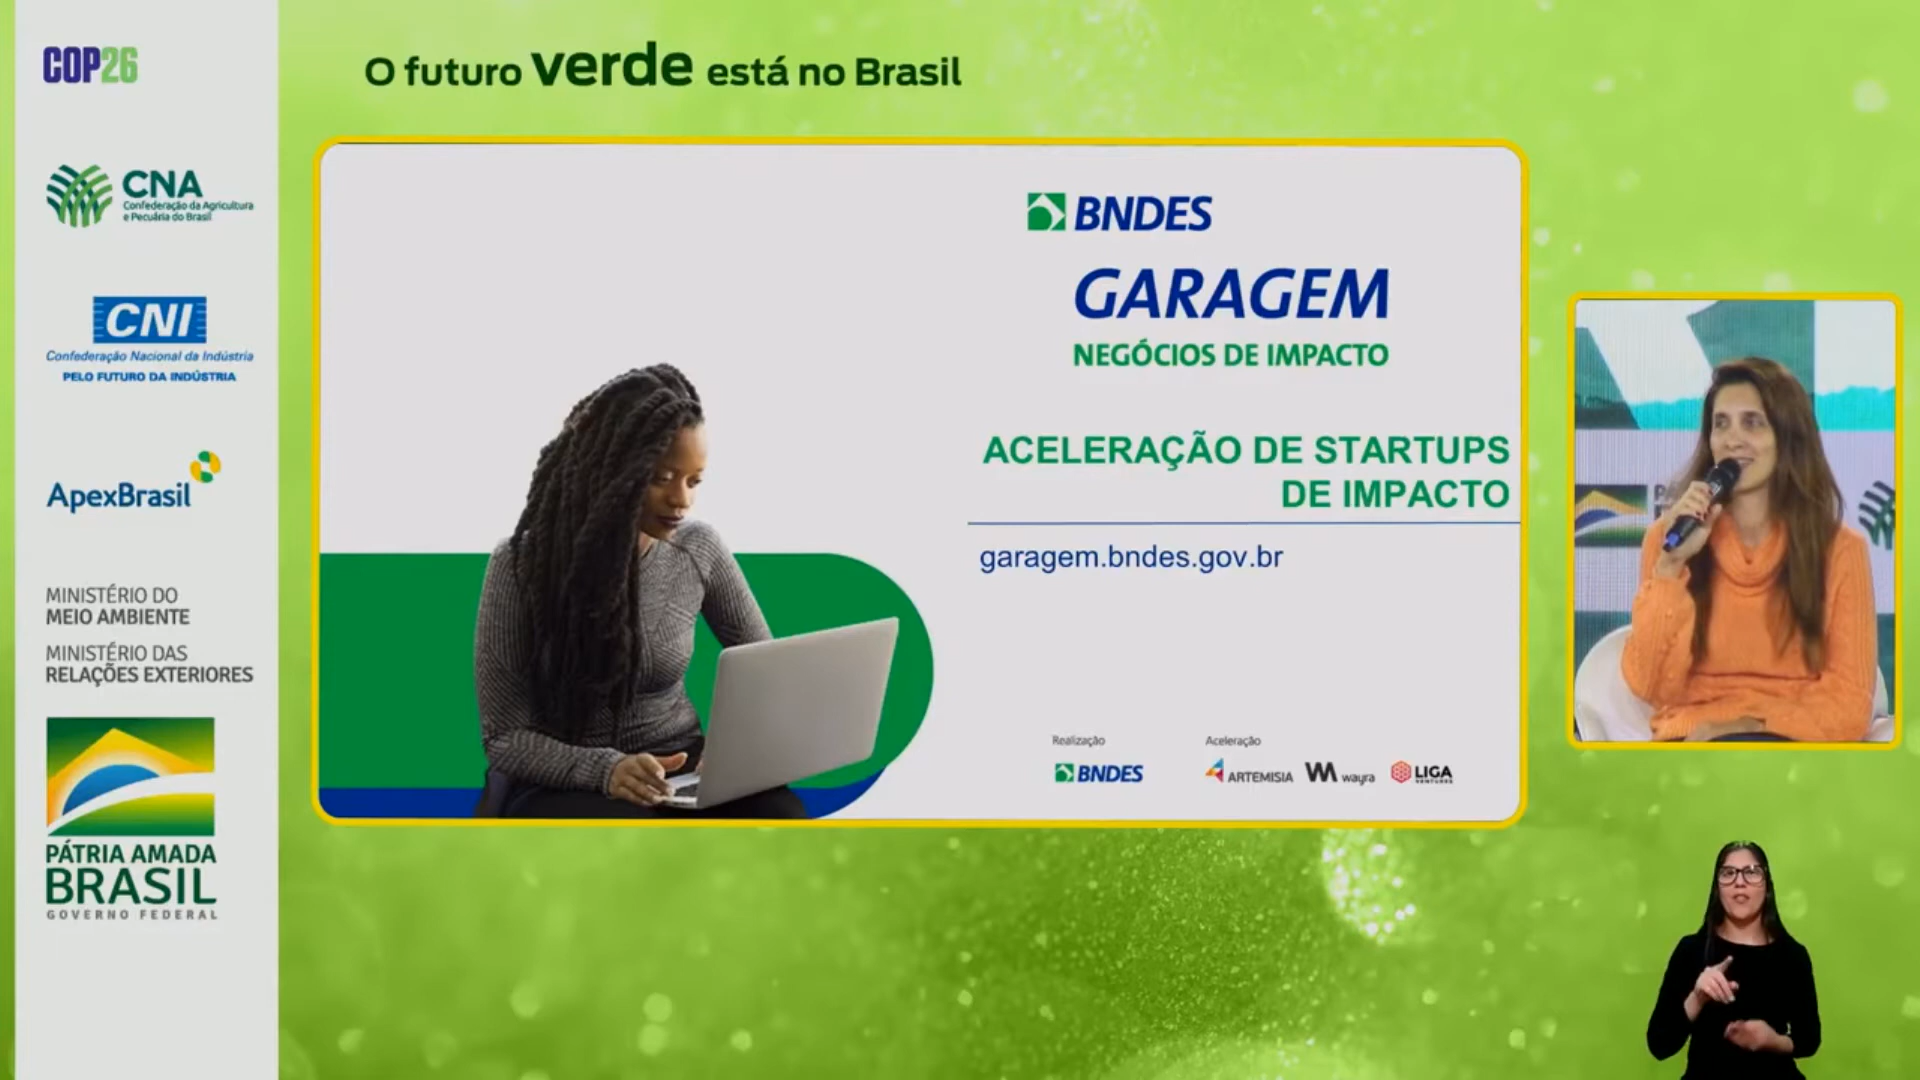 COP26
O futuro verde está no Brasil
CNA
Confederação da Agricultura
e Pecuária do Brasil
CNI
Confederação Nacional da Indústria
PELO FUTURO DA INDÚSTRIA
ApexBrasil
MINISTÉRIO DO
MEIO AMBIENTE
MINISTÉRIO DAS
RELAÇÕES EXTERIORES
PÁTRIA AMADA
BRASIL
GOVERNO FEDERAL
BNDES
GARAGEM
NEGÓCIOS DE IMPACTO
ACELERAÇÃO DE STARTUPS
DE IMPACTO
garagem.bndes.gov.br
Realização
BNDES
Aceleração
ARTEMISIA
wayra
LIGA
VENTURES